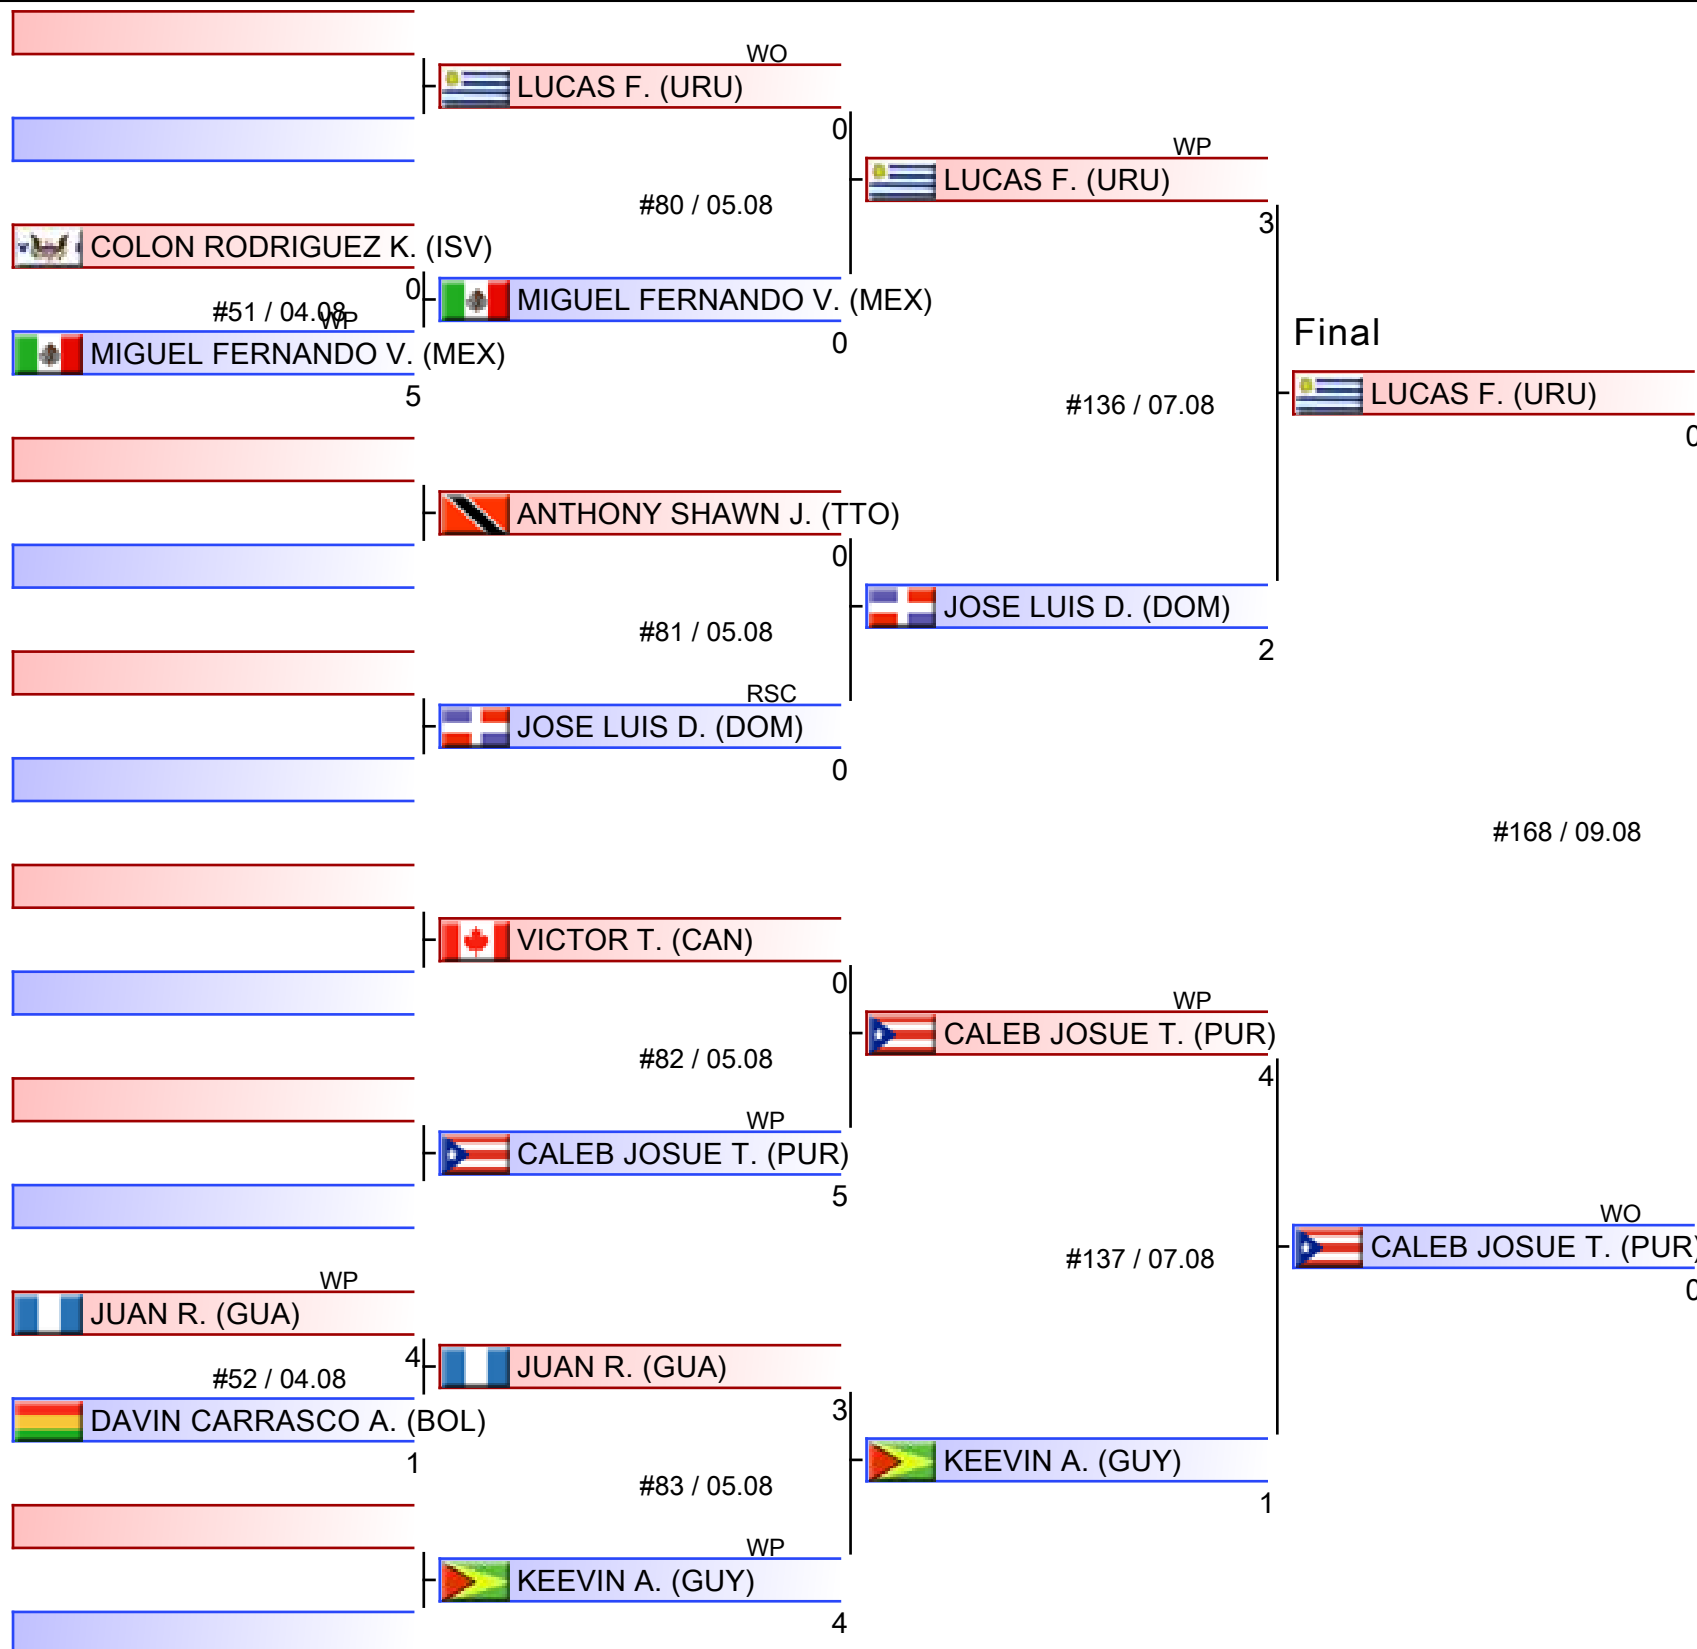 WO
LUCAS F. (URU)
0
WP
LUCAS F. (URU)
#80 / 05.08
3
COLON RODRIGUEZ K. (ISV)
0
#51 / 04.08
WP
MIGUEL FERNANDO V. (MEX)
MIGUEL FERNANDO V. (MEX)
0
5
Final
LUCAS F. (URU)
#136 / 07.08
0
ANTHONY SHAWN J. (TTO)
0
JOSE LUIS D. (DOM)
#81 / 05.08
2
RSC
JOSE LUIS D. (DOM)
0
#168 / 09.08
VICTOR T. (CAN)
0
WP
CALEB JOSUE T. (PUR)
#82 / 05.08
4
WP
CALEB JOSUE T. (PUR)
5
WO
CALEB JOSUE T. (PUR)
#137 / 07.08
0
WP
JUAN R. (GUA)
4
#52 / 04.08
JUAN R. (GUA)
3
DAVIN CARRASCO A. (BOL)
1
KEEVIN A. (GUY)
#83 / 05.08
1
WP
KEEVIN A. (GUY)
4